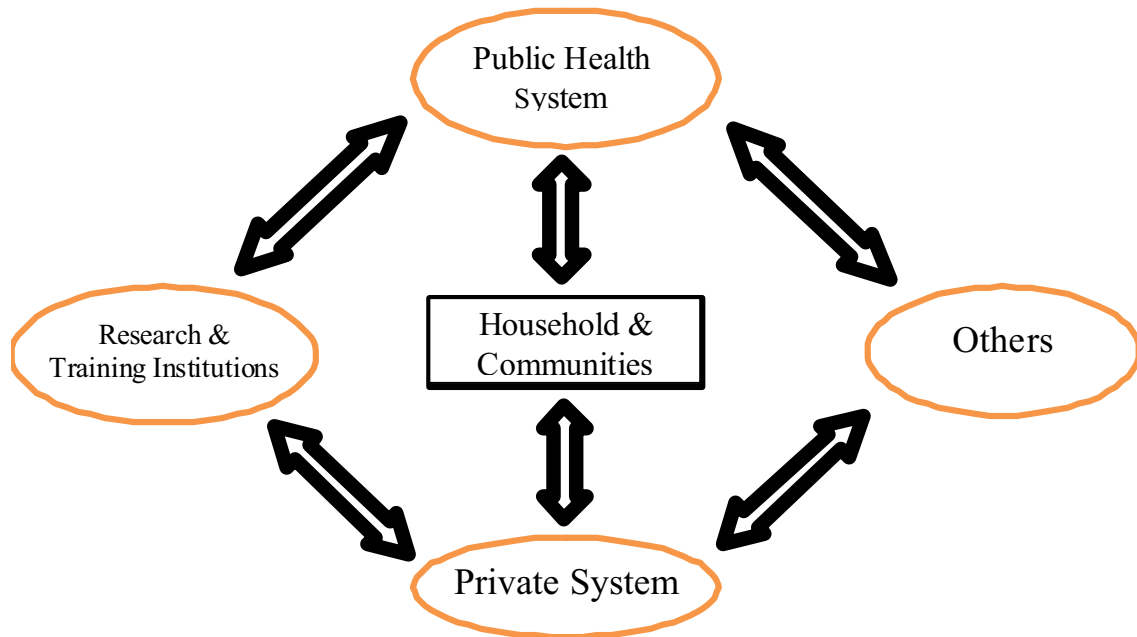 Public Health
System
Research &
Training Institutions
Household &
Communities
Others
Private System